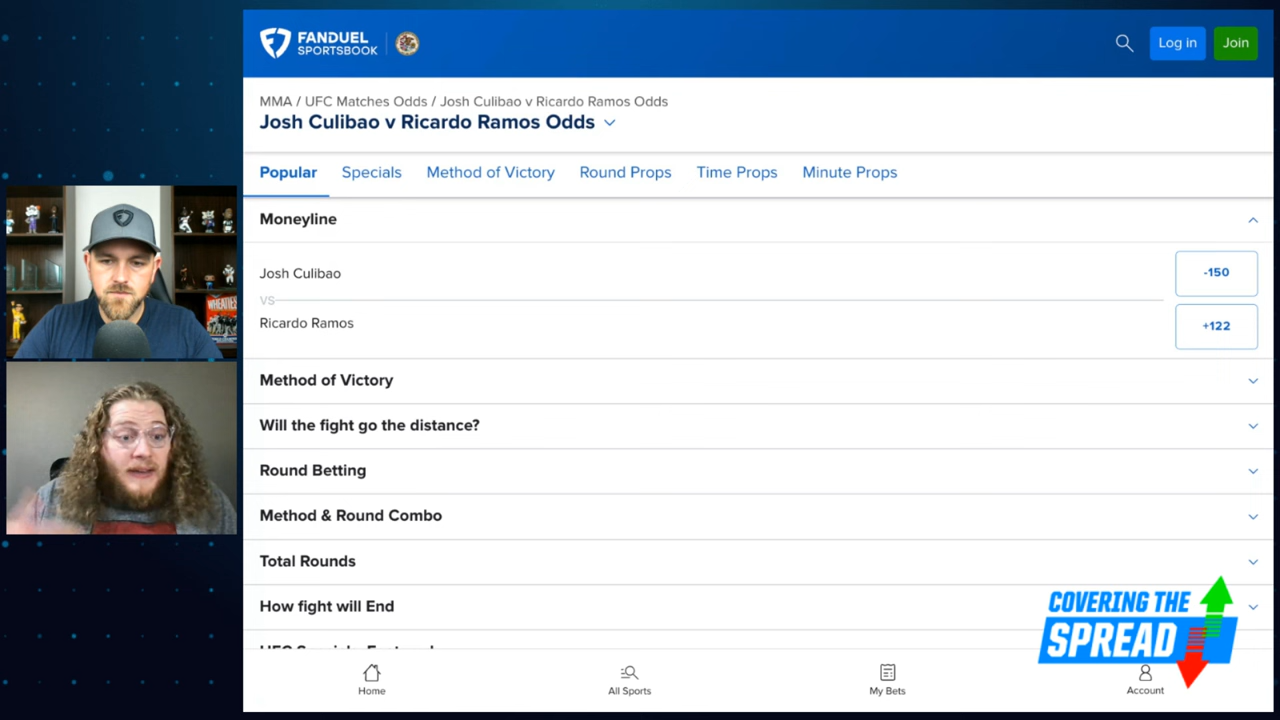 FANDUEL
SPORTSBOOK
Log in
Join
MMA / UFC Matches Odds / Josh Culibao v Ricardo Ramos Odds
Josh Culibao v Ricardo Ramos Odds
Popular Specials Method of Victory Round Props Time Props Minute Props
Moneyline
Josh Culibao
-150
VS
Ricardo Ramos
+122
Method of Victory
Will the fight go the distance?
Round Betting
Method & Round Combo
Total Rounds
How fight will End
WHEATIES
COVERING THE
SPREAD
Home
All Sports
My Bets
Account